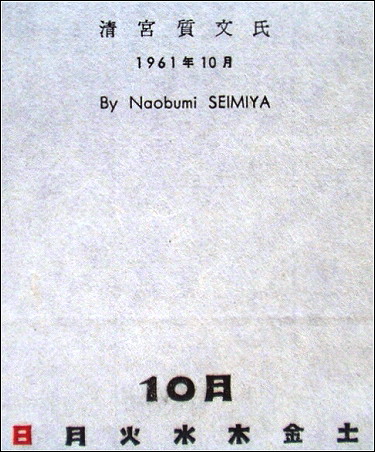 清宮質文氏
1961年10月
By Naobumi SEIMIYA
10月
日 月 火 水 木 金 土